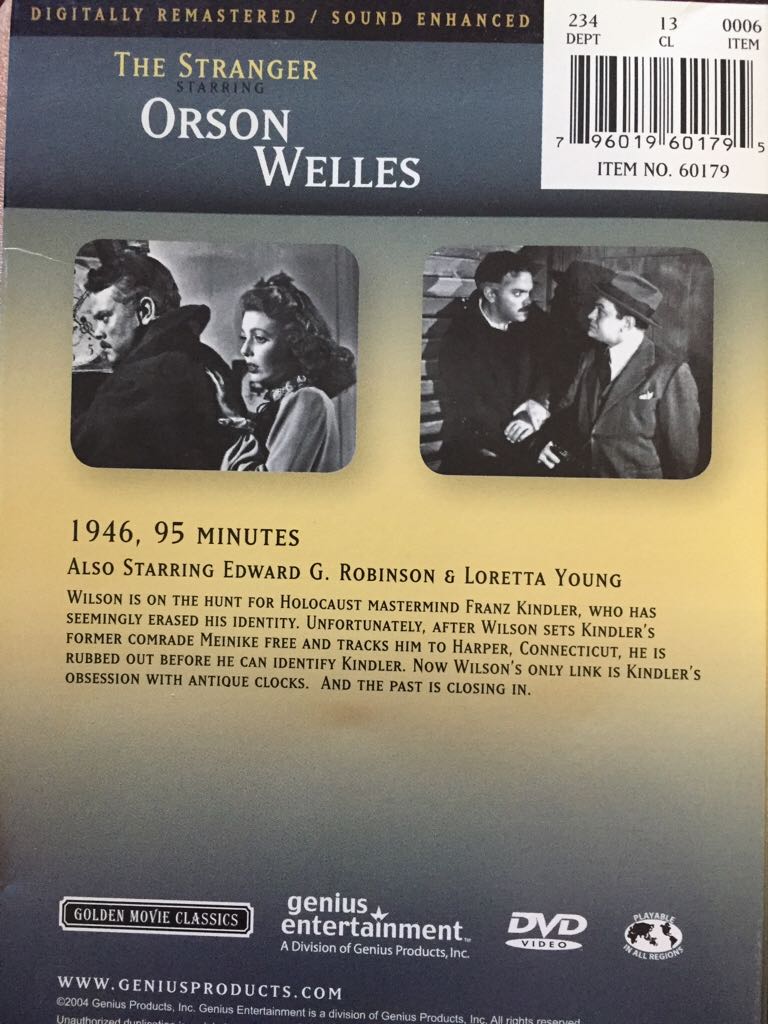 DIGITALLY REMASTERED / SOUND ENHANCED
234 13 0006
DEPT CL ITEM
7 96019 60179 5
ITEM NO. 60179
THE STRANGER
STARRING
ORSON
WELLES
1946, 95 MINUTES
ALSO STARRING EDWARD G. ROBINSON & LORETTA YOUNG
WILSON IS ON THE HUNT FOR HOLOCAUST MASTERMIND FRANZ KINDLER, WHO HAS
SEEMINGLY ERASED HIS IDENTITY. UNFORTUNATELY, AFTER WILSON SETS KINDLER'S
FORMER COMRADE MEINIKE FREE AND TRACKS HIM TO HARPER, CONNECTICUT, HE IS
RUBBED OUT BEFORE HE CAN IDENTIFY KINDLER. NOW WILSON'S ONLY LINK IS KINDLER'S
OBSESSION WITH ANTIQUE CLOCKS. AND THE PAST IS CLOSING IN.
GOLDEN MOVIE CLASSICS
genius
entertainment™
A Division of Genius Products, Inc.
DVD
VIDEO
PLAYABLE
IN ALL REGIONS
WWW.GENIUSPRODUCTS.COM
©2004 Genius Products, Inc. Genius Entertainment is a division of Genius Products, Inc. All rights reserved
Unauthorized